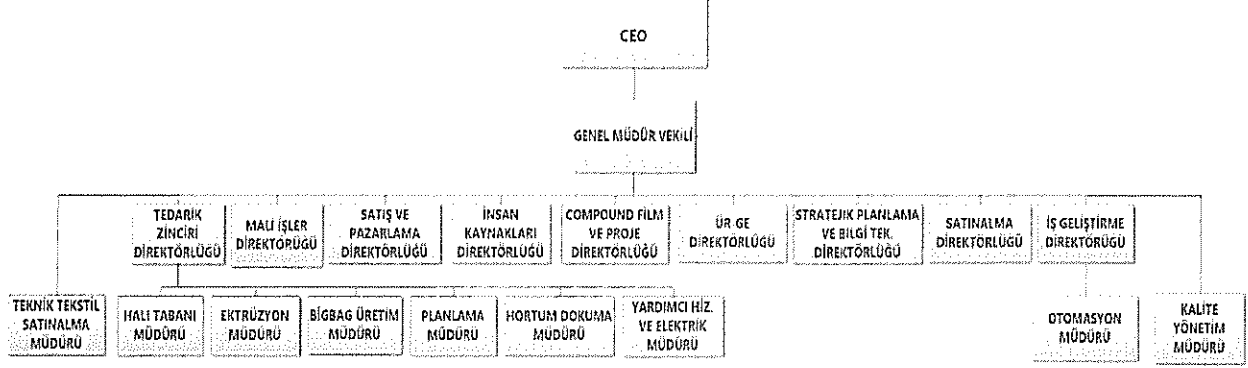 CEO
GENEL MÜDÜR VEKİLİ
TEDARİK
ZİNCİRİ
DİREKTÖRLÜĞÜ
MALİ İŞLER
DİREKTÖRÜĞÜ
SATIŞ VE
PAZARLAMA
DİREKTÖRLÜĞÜ
İNSAN
KAYNAKLARI
DİREKTÖRLÜĞÜ
COMPOUND FİLM
VE PROJE
DİREKTÖRLÜĞÜ
ÜR-GE
DİREKTÖRLÜĞÜ
STRATEJİK PLANLAMA
VE BİLGİ TEK.
DİREKTÖRLÜĞÜ
SATINALMA
DİREKTÖRLÜĞÜ
İŞ GELİŞTİRME
DİREKTÖRÜĞÜ
TEKNİK TEKSTİL
SATINALMA
MÜDÜRÜ
HALI TABANI
MÜDÜRÜ
EKTRÜZYON
MÜDÜRÜ
BİGBAG ÜRETİM
MÜDÜRÜ
PLANLAMA
MÜDÜRÜ
HORTUM DOKUMA
MÜDÜRÜ
YARDIMCI HİZ.
VE ELEKTRİK
MÜDÜRÜ
OTOMASYON
MÜDÜRÜ
KALİTE
YÖNETİM
MÜDÜRÜ